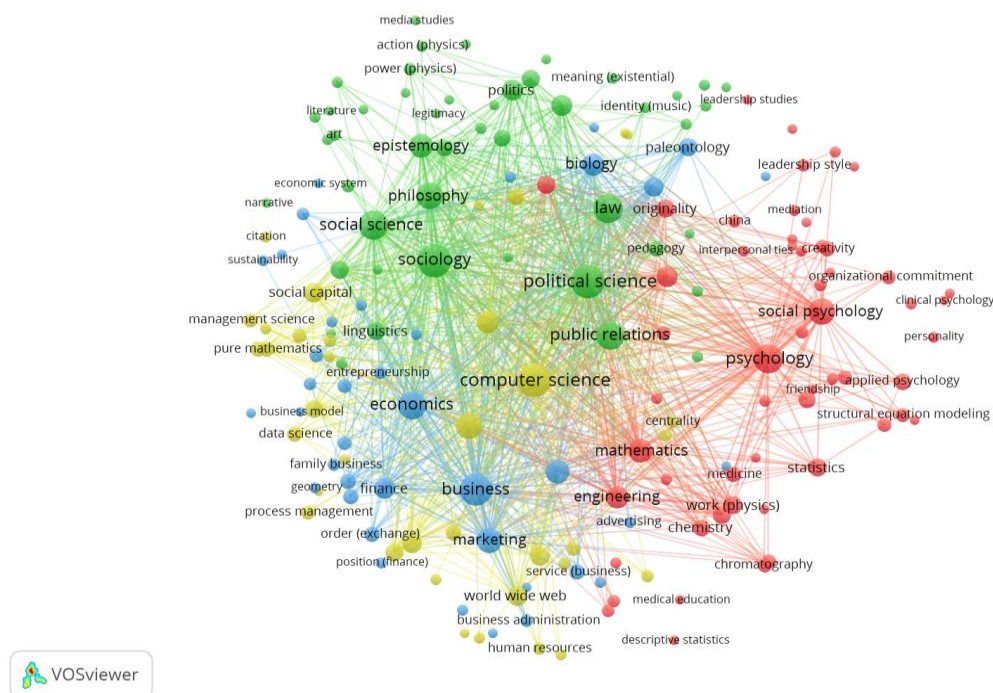 media studies
action (physics)
power (physics)
meaning (existential)
politics
leadership studies
identity (music)
literature
legitimacy
art
epistemology
paleontology
biology
leadership style
economic system
philosophy
narrative
law
originality
mediation
china
social science
citation
pedagogy
interpersonal ties
creativity
sustainability
sociology
organizational commitment
political science
social capital
clinical psychology
social psychology
management science
linguistics
public relations
personality
pure mathematics
psychology
entrepreneurship
computer science
applied psychology
friendship
economics
business model
structural equation modeling
centrality
data science
mathematics
family business
statistics
medicine
geometry
finance
business
engineering
work (physics)
process management
advertising
chemistry
order (exchange)
marketing
position (finance)
chromatography
service (business)
world wide web
medical education
business administration
descriptive statistics
human resources
VOSviewer